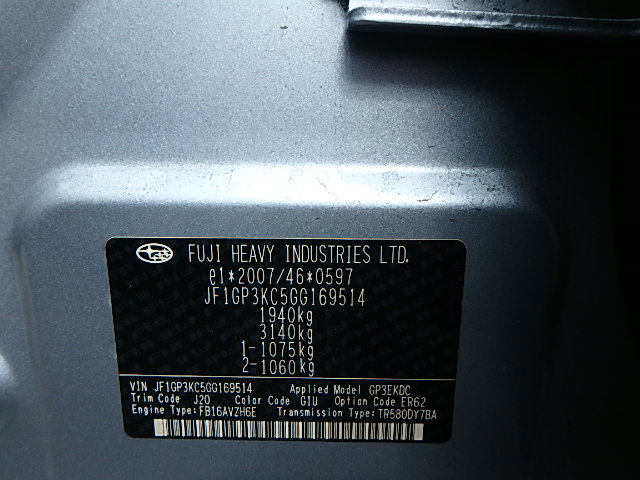 FUJI HEAVY INDUSTRIES LTD.
e1*2007/46*0597
JF1GP3KC5GG169514
1940kg
3140kg
1-1075kg
2-1060kg
VIN JF1GP3KC5GG169514 Applied Model GP3EKDC
Trim Code J20 Color Code G1U Option Code ER62
Engine Type:FB16AVZH6E Transmission Type:TR580DY7BA